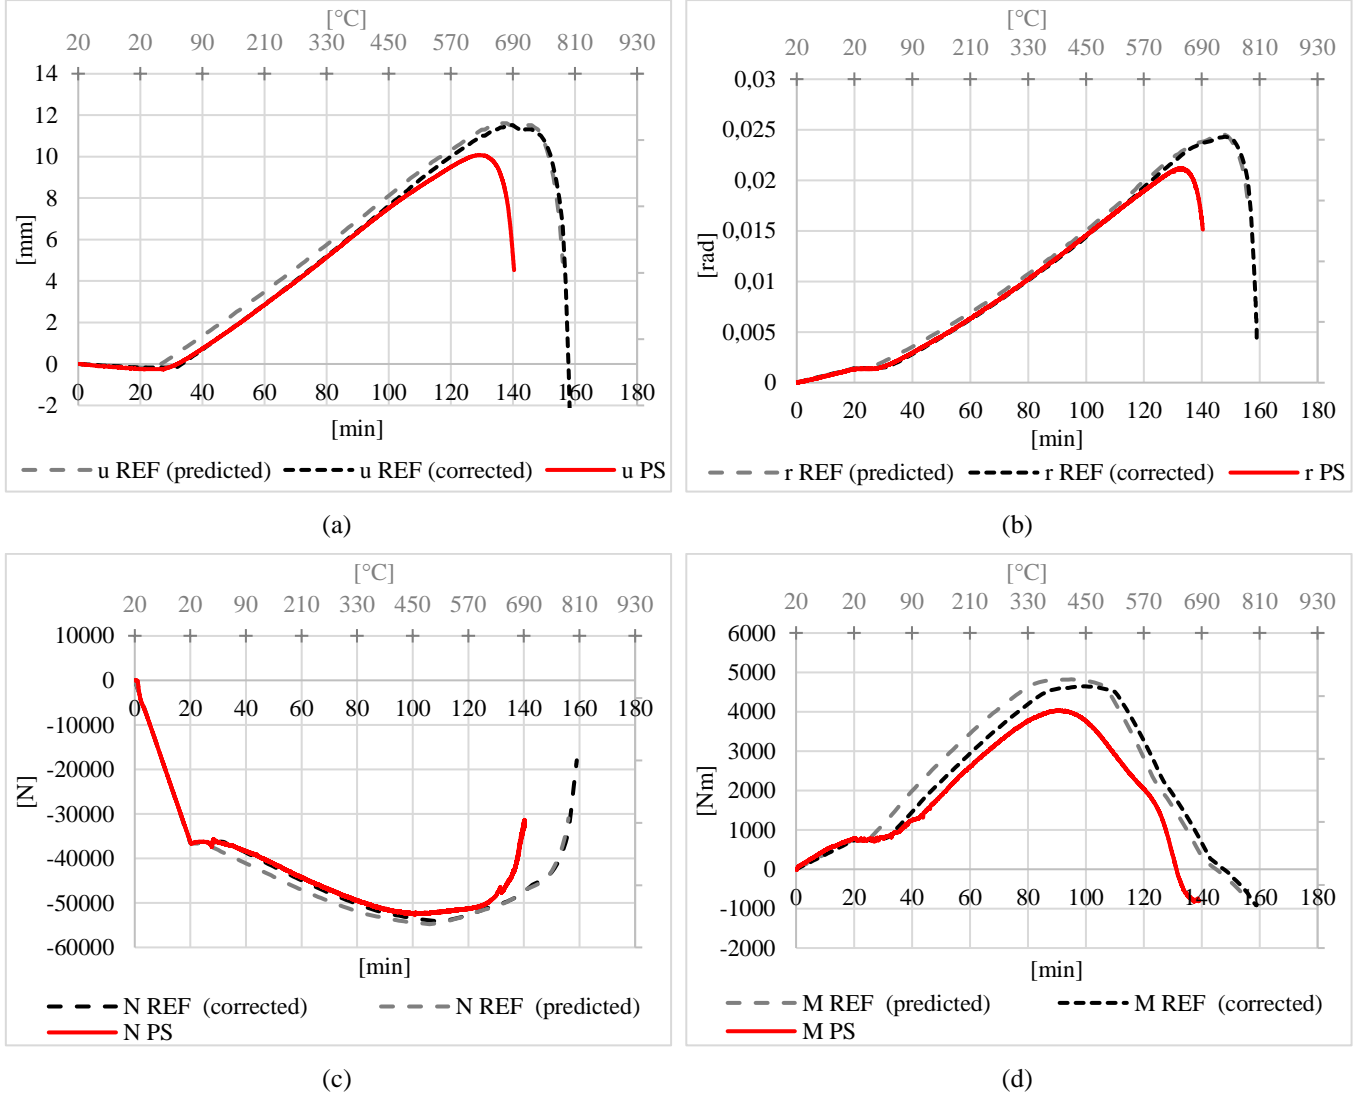 [°C]
20 20 90 210 330 450 570 690 810 930
14
12
10
8
6
4
2
0
-2
[mm]
0 20 40 60 80 100 120 140 160 180
[min]
u REF (predicted) u REF (corrected) u PS
(a)
[°C]
20 20 90 210 330 450 570 690 810 930
0,03
0,025
0,02
0,015
0,01
0,005
0
[rad]
0 20 40 60 80 100 120 140 160 180
[min]
r REF (predicted) r REF (corrected) r PS
(b)
[°C]
20 20 90 210 330 450 570 690 810 930
10000
0
-10000
-20000
-30000
-40000
-50000
-60000
[N]
0 20 40 60 80 100 120 140 160 180
[min]
N REF (corrected) N REF (predicted)
N PS
(c)
[°C]
20 20 90 210 330 450 570 690 810 930
6000
5000
4000
3000
2000
1000
0
-1000
-2000
[Nm]
0 20 40 60 80 100 120 140 160 180
[min]
M REF (predicted) M REF (corrected)
M PS
(d)